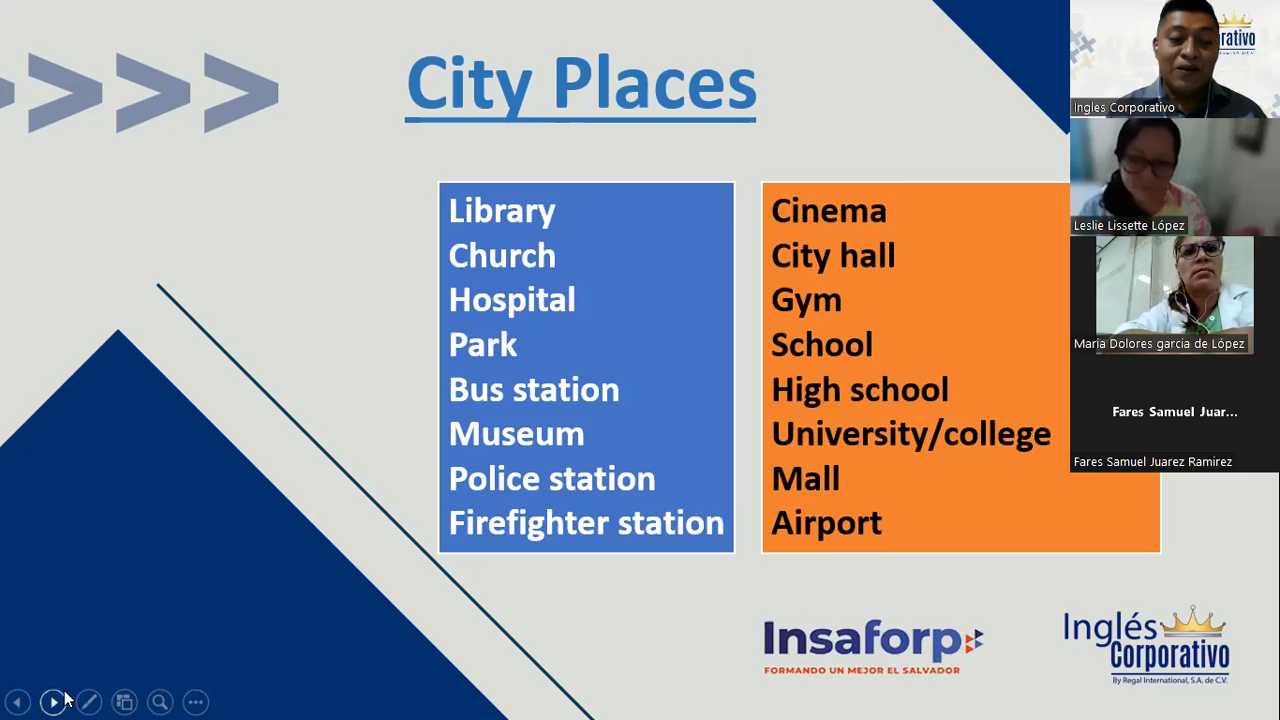 City Places
Library
Church
Hospital
Park
Bus station
Museum
Police station
Firefighter station
Cinema
City hall
Gym
School
High school
University/college
Mall
Airport
Insaforp
FORMANDO UN MEJOR EL SALVADOR
Inglés
Corporativo
By Regal International, S.A. de C.V.
Ingles Corporativo
Leslie Lissette López
Maria Dolores garcia de López
Fares Samuel Juar...
Fares Samuel Juarez Ramirez